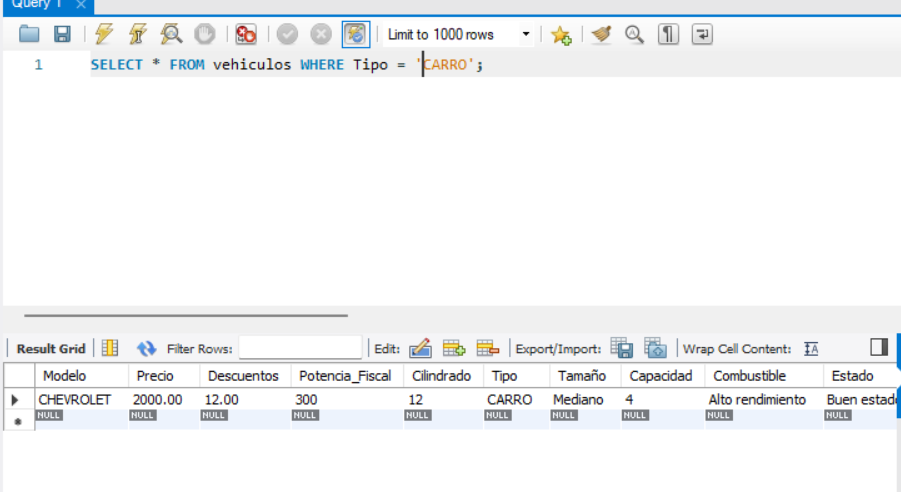 Query 1
Limit to 1000 rows
1 SELECT * FROM vehiculos WHERE Tipo = 'CARRO';
Result Grid Filter Rows: Edit: Export/Import: Wrap Cell Content:
Modelo Precio Descuentos Potencia_Fiscal Cilindrado Tipo Tamaño Capacidad Combustible Estado
CHEVROLET 2000.00 12.00 300 12 CARRO Mediano 4 Alto rendimiento Buen estad
NULL NULL NULL NULL NULL NULL NULL NULL NULL NULL